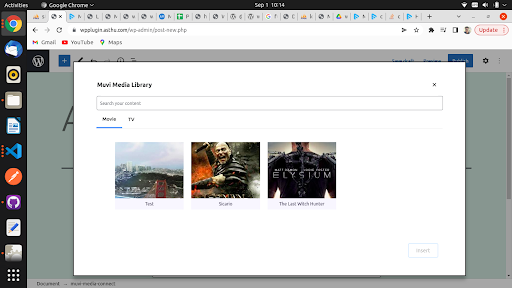 Activities
Google Chrome
Sep 1 10:14
wpplugin.asthx.com/wp-admin/post-new.php
Update
Gmail
YouTube
Maps
Publish
Muvi Media Library
Search your content
Movie
TV
MATT DAMON
JODIE FOSTER
ELYSIUM
Test
Sicario
The Last Witch Hunter
Insert
Document → muvi-media-connect